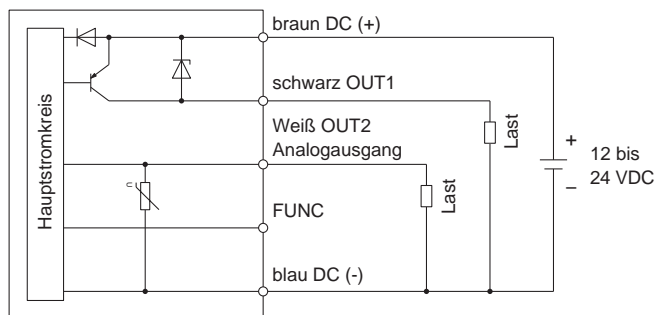 braun DC (+)
schwarz OUT1
Weiß OUT2
Analogausgang
FUNC
blau DC (-)
Hauptstromkreis
U
Last
Last
+
−
12 bis
24 VDC